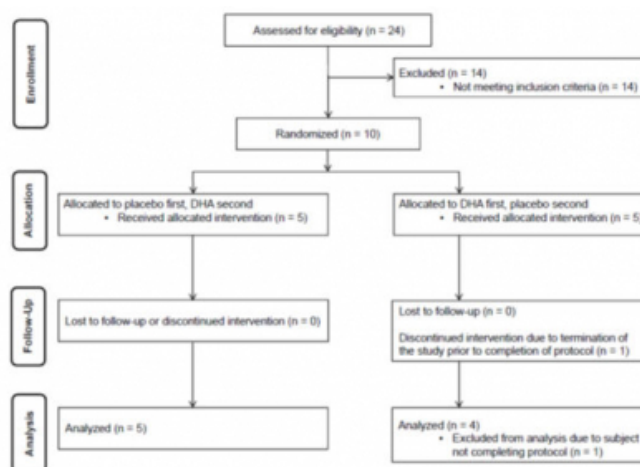 Enrollment
Assessed for eligibility (n = 24)
Excluded (n = 14)
• Not meeting inclusion criteria (n = 14)
Randomized (n = 10)
Allocation
Allocated to placebo first, DHA second
• Received allocated intervention (n = 5)
Allocated to DHA first, placebo second
• Received allocated intervention (n = 5)
Follow-Up
Lost to follow-up or discontinued intervention (n = 0)
Lost to follow-up (n = 0)
Discontinued intervention due to termination of
the study prior to completion of protocol (n = 1)
Analysis
Analyzed (n = 5)
Analyzed (n = 4)
• Excluded from analysis due to subject
not completing protocol (n = 1)